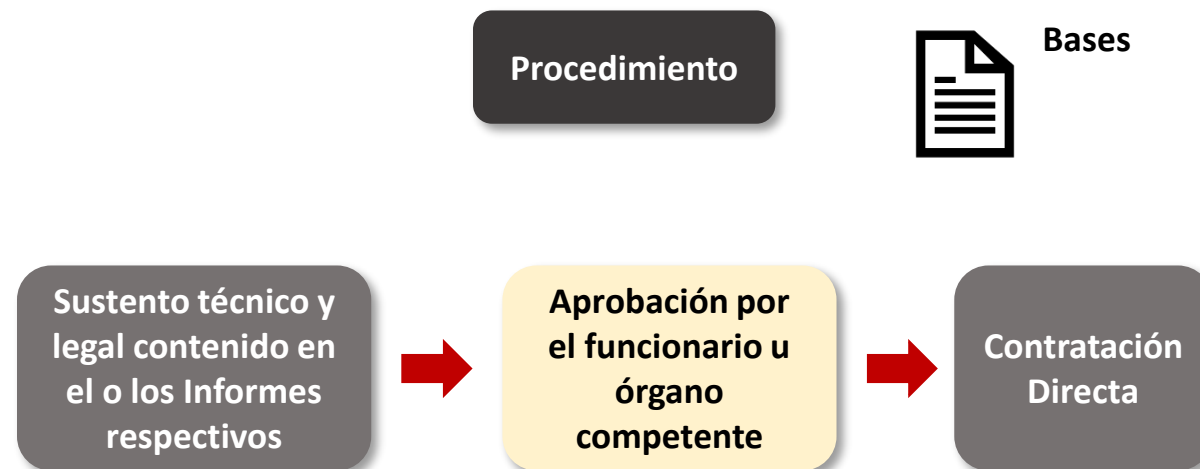 Procedimiento
Bases
Sustento técnico y
legal contenido en
el o los Informes
respectivos
Aprobación por
el funcionario u
órgano
competente
Contratación
Directa